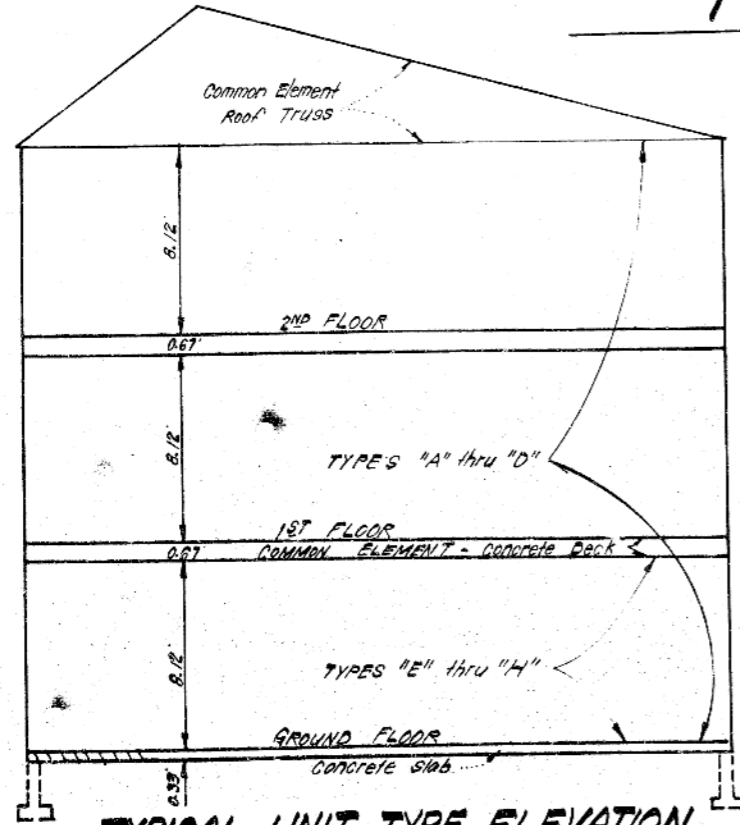 Common Element
Roof Truss
8.12'
2ND FLOOR
0.67'
8.12'
TYPES "A" thru "D"
1ST FLOOR
0.67'
COMMON ELEMENT - Concrete Deck
8.12'
TYPES "E" thru "H"
GROUND FLOOR
Concrete Slab
0.33'
TYPICAL UNIT TYPE ELEVATION